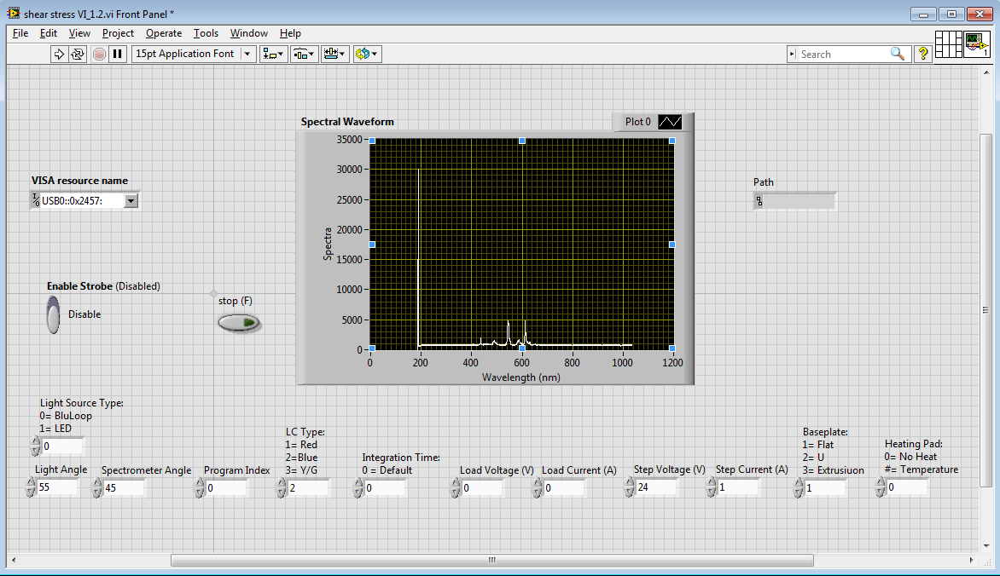 shear stress VI_1.2.vi Front Panel *
File Edit View Project Operate Tools Window Help
15pt Application Font
Search
?
1
Spectral Waveform
Plot 0
35000
30000
25000
20000
15000
10000
5000
0
Spectra
0 200 400 600 800 1000 1200
Wavelength (nm)
VISA resource name
I/0 USB0::0x2457:
Path
Enable Strobe (Disabled)
Disable
stop (F)
Light Source Type:
0= BluLoop
1= LED
0
Light Angle
55
Spectrometer Angle
45
Program Index
0
LC Type:
1= Red
2=Blue
3= Y/G
2
Integration Time:
0 = Default
0
Load Voltage (V)
0
Load Current (A)
0
Step Voltage (V)
24
Step Current (A)
1
Baseplate:
1= Flat
2= U
3= Extrusiuon
1
Heating Pad:
0= No Heat
#= Temperature
0